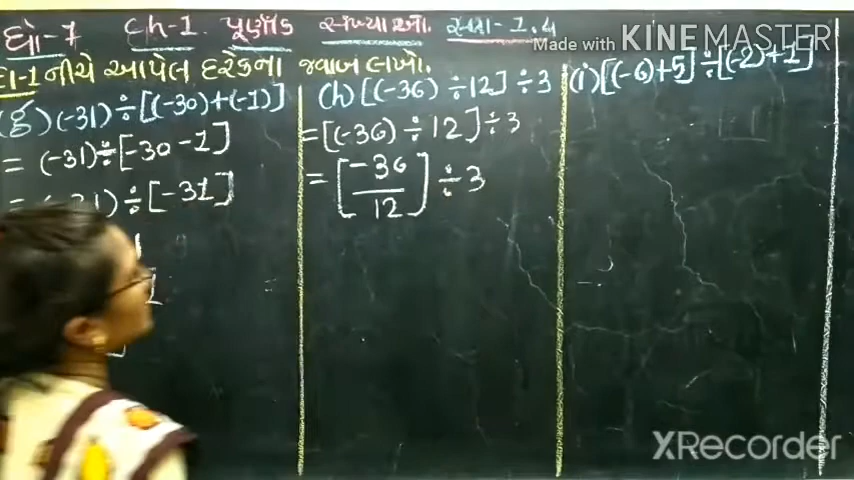 ધો-7 ch-1 પૂર્ણાંક સંખ્યાઓ. સ્વા-1.4
Made with KINEMASTER
દા-1 નીચે આપેલ દરેકના જવાબ લખો.
(g) (-31) ÷ [(-30)+(-1)]
= (-31) ÷ [-30 - 1]
= (-31) ÷ [-31]
(h) [(-36) ÷ 12] ÷ 3
= [(-36) ÷ 12] ÷ 3
= [-36/12] ÷ 3
(i) [(-6)+5] ÷ [(-2)+1]
XRecorder